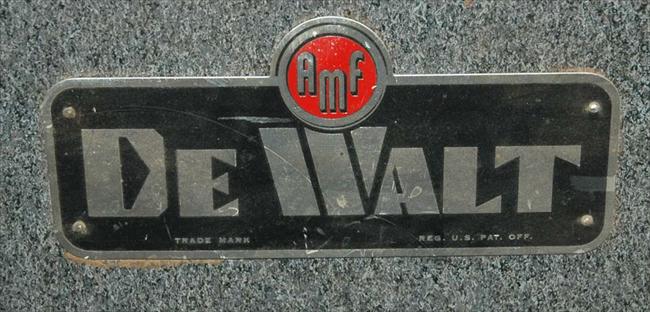 AMF
DEWALT
TRADE MARK REG. U.S. PAT. OFF.